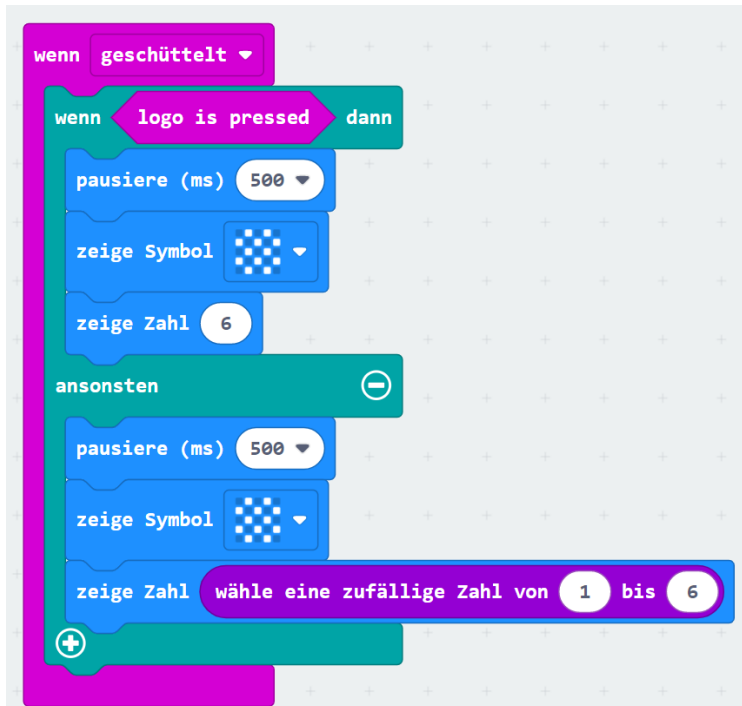 wenn geschüttelt
wenn logo is pressed dann
pausiere (ms) 500
zeige Symbol
zeige Zahl 6
ansonsten
pausiere (ms) 500
zeige Symbol
zeige Zahl wähle eine zufällige Zahl von 1 bis 6